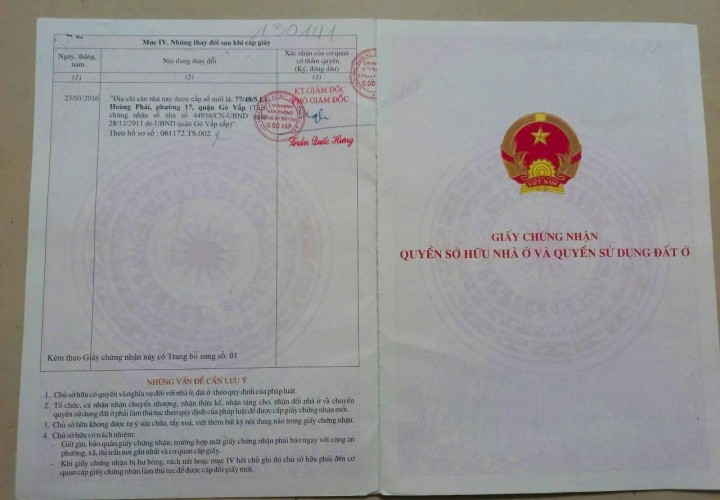 130141
Mục IV. Những thay đổi sau khi cấp giấy
Ngày, tháng, năm
Nội dung thay đổi
Xác nhận của cơ quan có thẩm quyền (Ký, đóng dấu)
(1) (2) (3)
23/03/2016
"Địa chỉ căn nhà nay được cấp số mới là: 77/48/5
Hoàng Phái, phường 17, quận Gò Vấp
chứng nhận số nhà số 44936/CN-UBND
28/12/2011 do UBND quận Gò Vấp cấp)"
Theo hồ sơ số : 061172.TS.002.
KT GIÁM ĐỐC
PHÓ GIÁM ĐỐC
CHI NHÁNH
VĂN PHÒNG
GÒ VẤP
Trần Quốc Hưng
Kèm theo Giấy chứng nhận này có Trang bổ sung số: 01
NHỮNG VẤN ĐỀ CẦN LƯU Ý
1. Chủ sở hữu có quyền và nghĩa vụ đối với nhà ở, đất ở theo quy định của pháp luật.
2. Tổ chức, cá nhân nhận chuyển nhượng, nhận thừa kế, nhận tặng cho, nhận đổi nhà ở và chuyển
quyền sử dụng đất ở phải làm thủ tục theo quy định của pháp luật để được cấp giấy chứng nhận mới.
3. Chủ sở hữu không được tự ý sửa chữa, tẩy xoá, viết thêm bất kỳ nội dung nào trong giấy chứng nhận.
4. Chủ sở hữu có trách nhiệm:
– Giữ gìn, bảo quản giấy chứng nhận; trường hợp mất giấy chứng nhận phải báo ngay với công an
phường, xã, thị trấn nơi gần nhất và cơ quan cấp giấy.
– Khi giấy chứng nhận bị hư hỏng, rách nát hoặc mục IV hết chỗ ghi thì chủ sở hữu phải đến cơ
quan cấp giấy chứng nhận làm thủ tục để được cấp đổi giấy mới.
VIỆT NAM
GIẤY CHỨNG NHẬN
QUYỀN SỞ HỮU NHÀ Ở VÀ QUYỀN SỬ DỤNG ĐẤT Ở